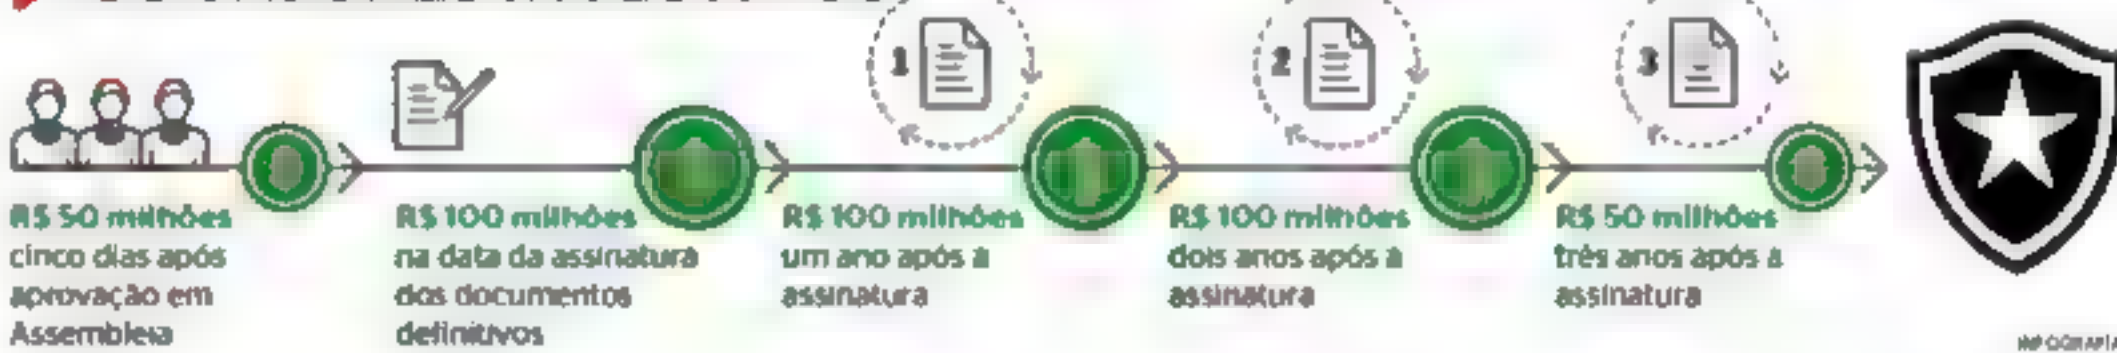 1
2
3
R$ 50 milhões
cinco dias após
aprovação em
Assembleia
R$ 100 milhões
na data da assinatura
dos documentos
definitivos
R$ 100 milhões
um ano após a
assinatura
R$ 100 milhões
dois anos após a
assinatura
R$ 50 milhões
três anos após a
assinatura
INFOGRAFIA